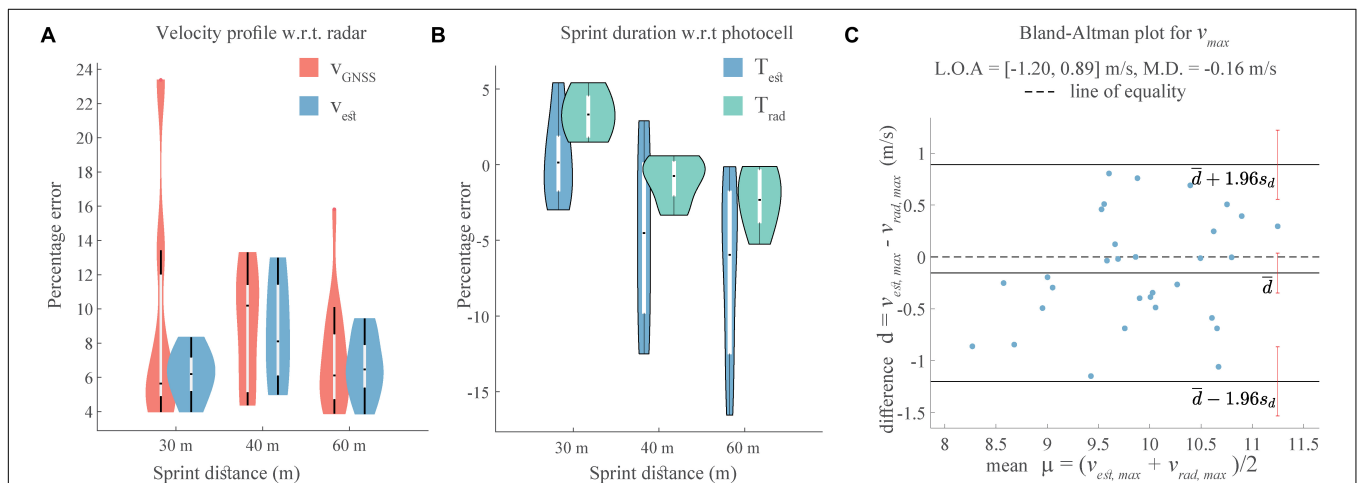 A
Velocity profile w.r.t. radar
v_GNSS
v_est
Percentage error
24
22
20
18
16
14
12
10
8
6
4
30 m
40 m
60 m
Sprint distance (m)
B
Sprint duration w.r.t photocell
T_est
T_rad
Percentage error
5
0
-5
-10
-15
30 m
40 m
60 m
Sprint distance (m)
C
Bland-Altman plot for v_max
L.O.A = [-1.20, 0.89] m/s, M.D. = -0.16 m/s
line of equality
difference d = v_est, max - v_rad, max (m/s)
1
0.5
0
-0.5
-1
-1.5
d̅ + 1.96s_d
d̅
d̅ − 1.96s_d
8
8.5
9
9.5
10
10.5
11
11.5
mean μ = (v_est, max + v_rad, max)/2